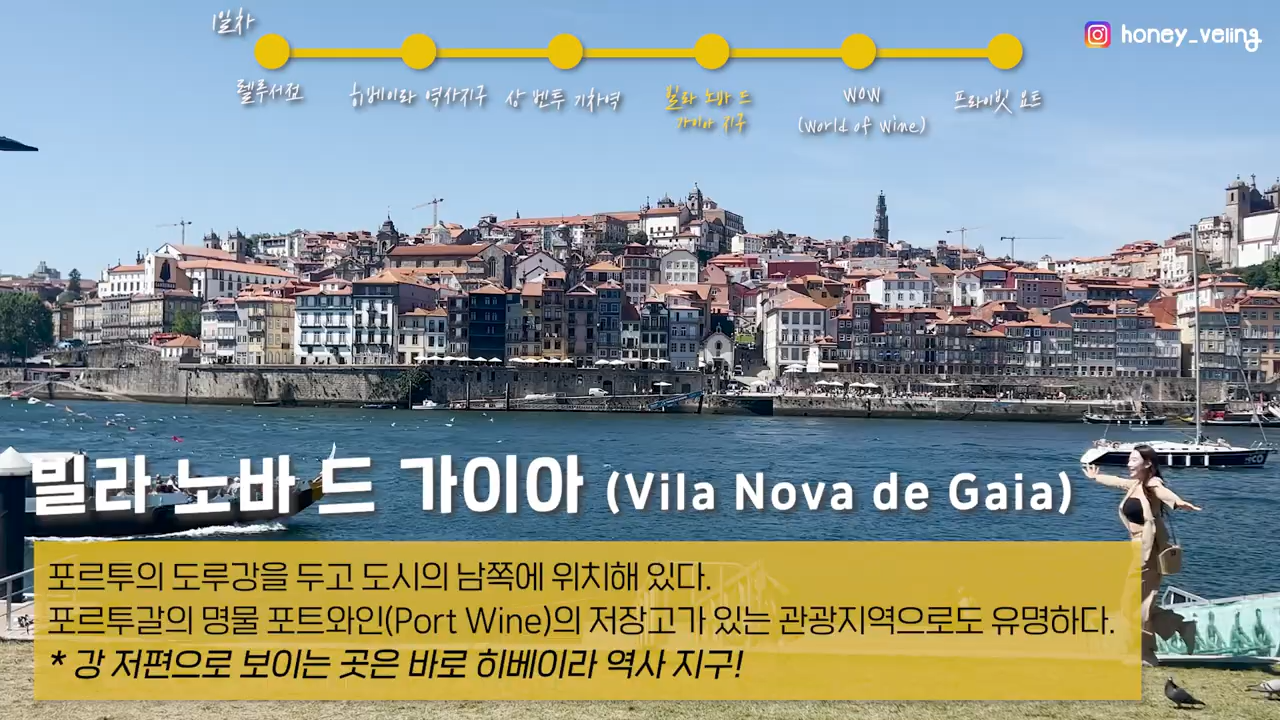 1일차
honey_veling
렐루서점
히베이라 역사지구
상 벤투 기차역
빌라 노바 드
가이아 지구
WOW
(World of Wine)
프라이빗 요트
빌라 노바 드 가이아 (Vila Nova de Gaia)
포르투의 도루강을 두고 도시의 남쪽에 위치해 있다.
포르투갈의 명물 포트와인(Port Wine)의 저장고가 있는 관광지역으로도 유명하다.
* 강 저편으로 보이는 곳은 바로 히베이라 역사 지구!